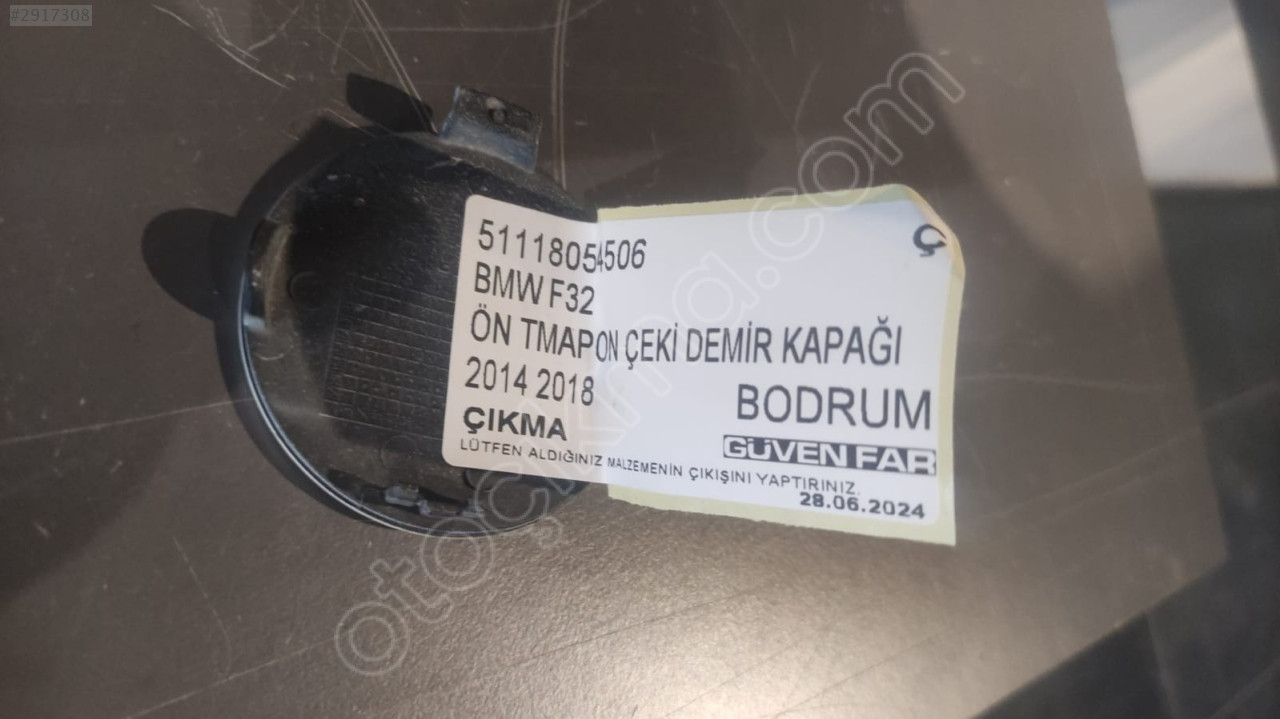 #2917308
Ç
51118054506
BMW F32
ÖN TMAPON ÇEKİ DEMİR KAPAĞI
2014 2018
BODRUM
ÇIKMA
GÜVEN FAR
LÜTFEN ALDIĞINIZ MALZEMENİN ÇIKIŞINI YAPTIRINIZ.
28.06.2024
otoçıkma.com